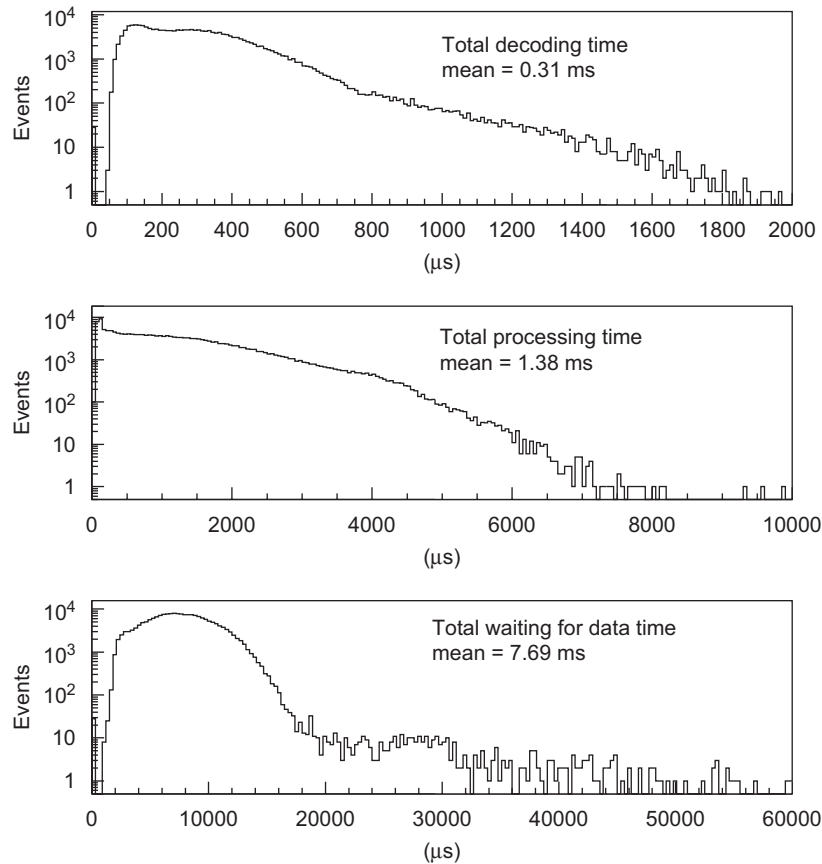 Events
10⁴
10³
10²
10
1
Total decoding time
mean = 0.31 ms
0 200 400 600 800 1000 1200 1400 1600 1800 2000
(μs)
Events
10⁴
10³
10²
10
1
Total processing time
mean = 1.38 ms
0 2000 4000 6000 8000 10000
(μs)
Events
10⁴
10³
10²
10
1
Total waiting for data time
mean = 7.69 ms
0 10000 20000 30000 40000 50000 60000
(μs)